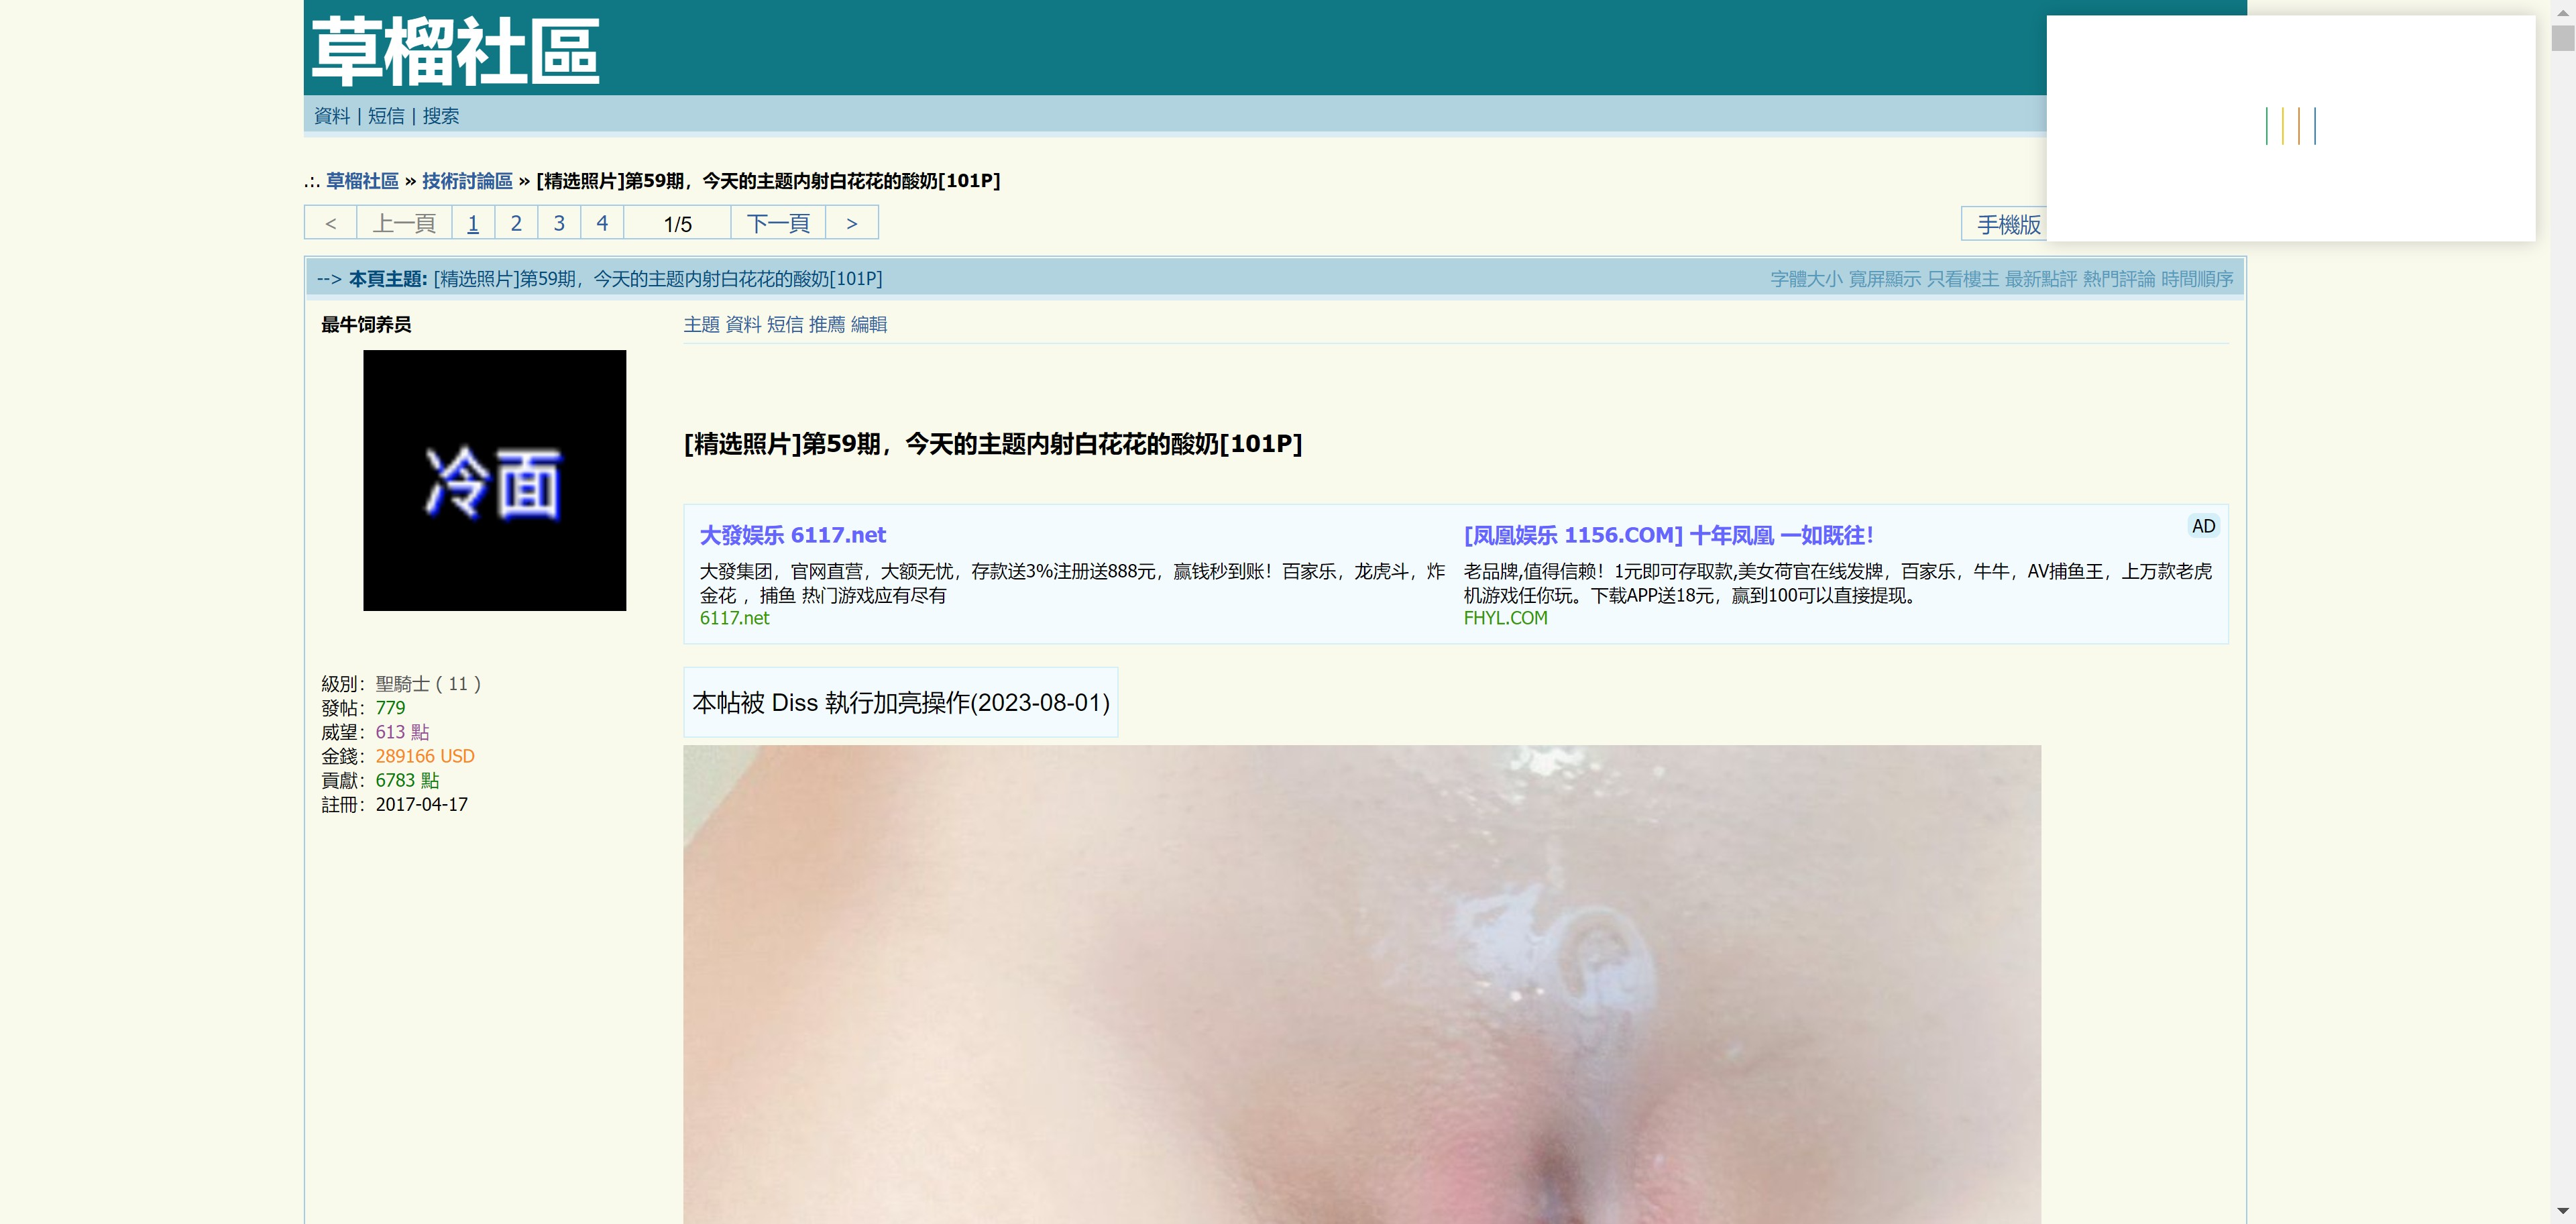 草榴社區
資料 | 短信 | 搜索
.:. 草榴社區 » 技術討論區 » [精选照片]第59期，今天的主题内射白花花的酸奶[101P]
< 上一頁 1 2 3 4 1/5 下一頁 >
手機版
--> 本頁主題: [精选照片]第59期，今天的主题内射白花花的酸奶[101P]
字體大小 寬屏顯示 只看樓主 最新點評 熱門評論 時間順序
最牛饲养员
冷面
級別：聖騎士 ( 11 )
發帖：779
威望：613 點
金錢：289166 USD
貢獻：6783 點
註冊：2017-04-17
主題 資料 短信 推薦 編輯
[精选照片]第59期，今天的主题内射白花花的酸奶[101P]
大發娱乐 6117.net
大發集团，官网直营，大额无忧，存款送3%注册送888元，赢钱秒到账！百家乐，龙虎斗，炸
金花 ，捕鱼 热门游戏应有尽有
6117.net
[凤凰娱乐 1156.COM] 十年凤凰 一如既往！
AD
老品牌,值得信赖！1元即可存取款,美女荷官在线发牌，百家乐，牛牛，AV捕鱼王，上万款老虎
机游戏任你玩。下载APP送18元，赢到100可以直接提现。
FHYL.COM
本帖被 Diss 執行加亮操作(2023-08-01)